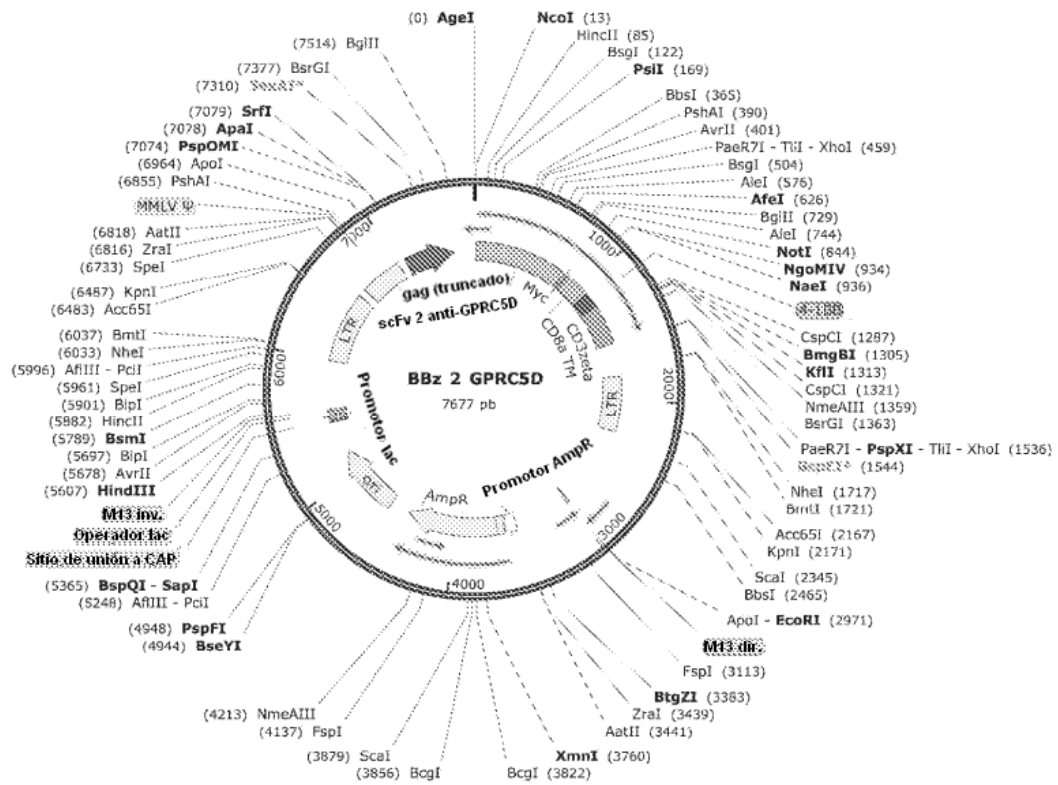 (0) AgeI
NcoI (13)
HincII (85)
BsgI (122)
PsiI (169)
BbsI (365)
PshAI (390)
AvrII (401)
PaeR7I - TliI - XhoI (459)
BsgI (504)
AleI (576)
AfeI (626)
BglII (729)
AleI (744)
NotI (844)
NgoMIV (934)
NaeI (936)
CspCI (1287)
BmgBI (1305)
KflI (1313)
CspCI (1321)
NmeAIII (1359)
BsrGI (1363)
PaeR7I - PspXI - TliI - XhoI (1536)
(1544)
NheI (1717)
BmtI (1721)
Acc65I (2167)
KpnI (2171)
ScaI (2345)
BbsI (2465)
ApoI - EcoRI (2971)
M13 dir.
FspI (3113)
BtgZI (3383)
ZraI (3439)
AatII (3441)
XmnI (3760)
BcgI (3822)
(3856) BcgI
(3879) ScaI
(4137) FspI
(4213) NmeAIII
(4944) BseYI
(4948) PspFI
(5248) AflIII - PciI
(5365) BspQI - SapI
Sitio de unión a CAP
Operador lac
M13 inv.
(5607) HindIII
(5678) AvrII
(5697) BlpI
(5789) BsmI
(5882) HincII
(5901) BlpI
(5961) SpeI
(5996) AflIII - PciI
(6033) NheI
(6037) BmtI
(6483) Acc65I
(6487) KpnI
(6733) SpeI
(6816) ZraI
(6818) AatII
MMLV Ψ
(6855) PshAI
(6964) ApoI
(7074) PspOMI
(7078) ApaI
(7079) SrfI
(7310)
(7377) BsrGI
(7514) BglII
1000
2000
3000
4000
5000
6000
7000
gag (truncado)
scFv 2 anti-GPRC5D
Myc
CD8a TM
CD3zeta
LTR
LTR
BBz 2 GPRC5D
7677 pb
Promotor lac
Promotor AmpR
AmpR
ori